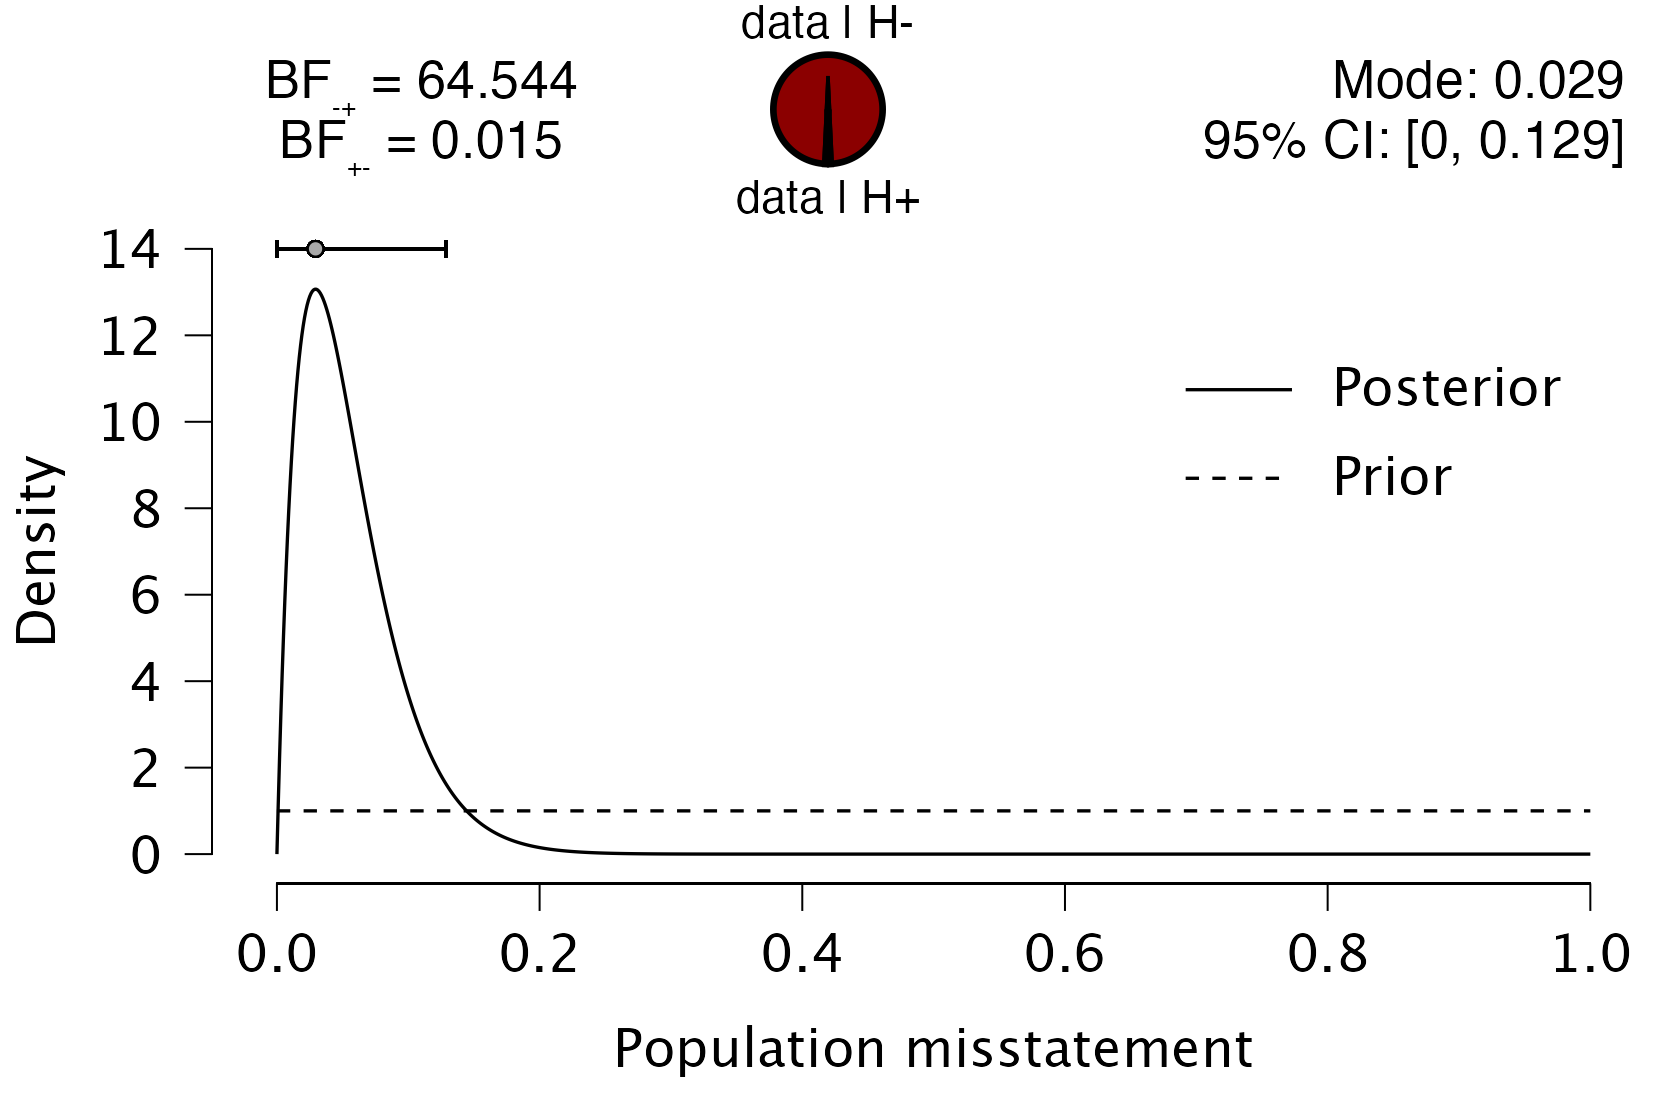 data | H-
BF-+ = 64.544
BF+- = 0.015
Mode: 0.029
95% CI: [0, 0.129]
data | H+
14
12
10
8
6
4
2
0
Density
Posterior
Prior
0.0 0.2 0.4 0.6 0.8 1.0
Population misstatement